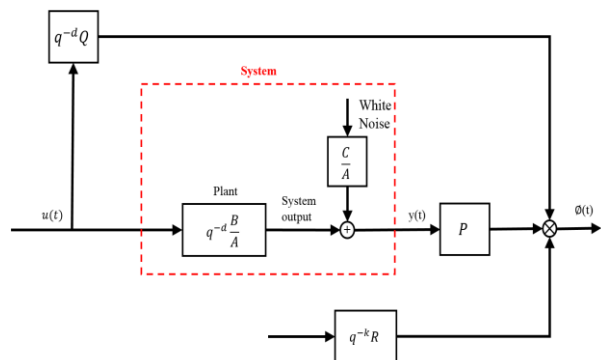 q⁻ᵈQ
System
White
Noise
C
A
Plant
System
output
u(t)
y(t)
Ø(t)
q⁻ᵈ B
A
+
P
q⁻ᵏR